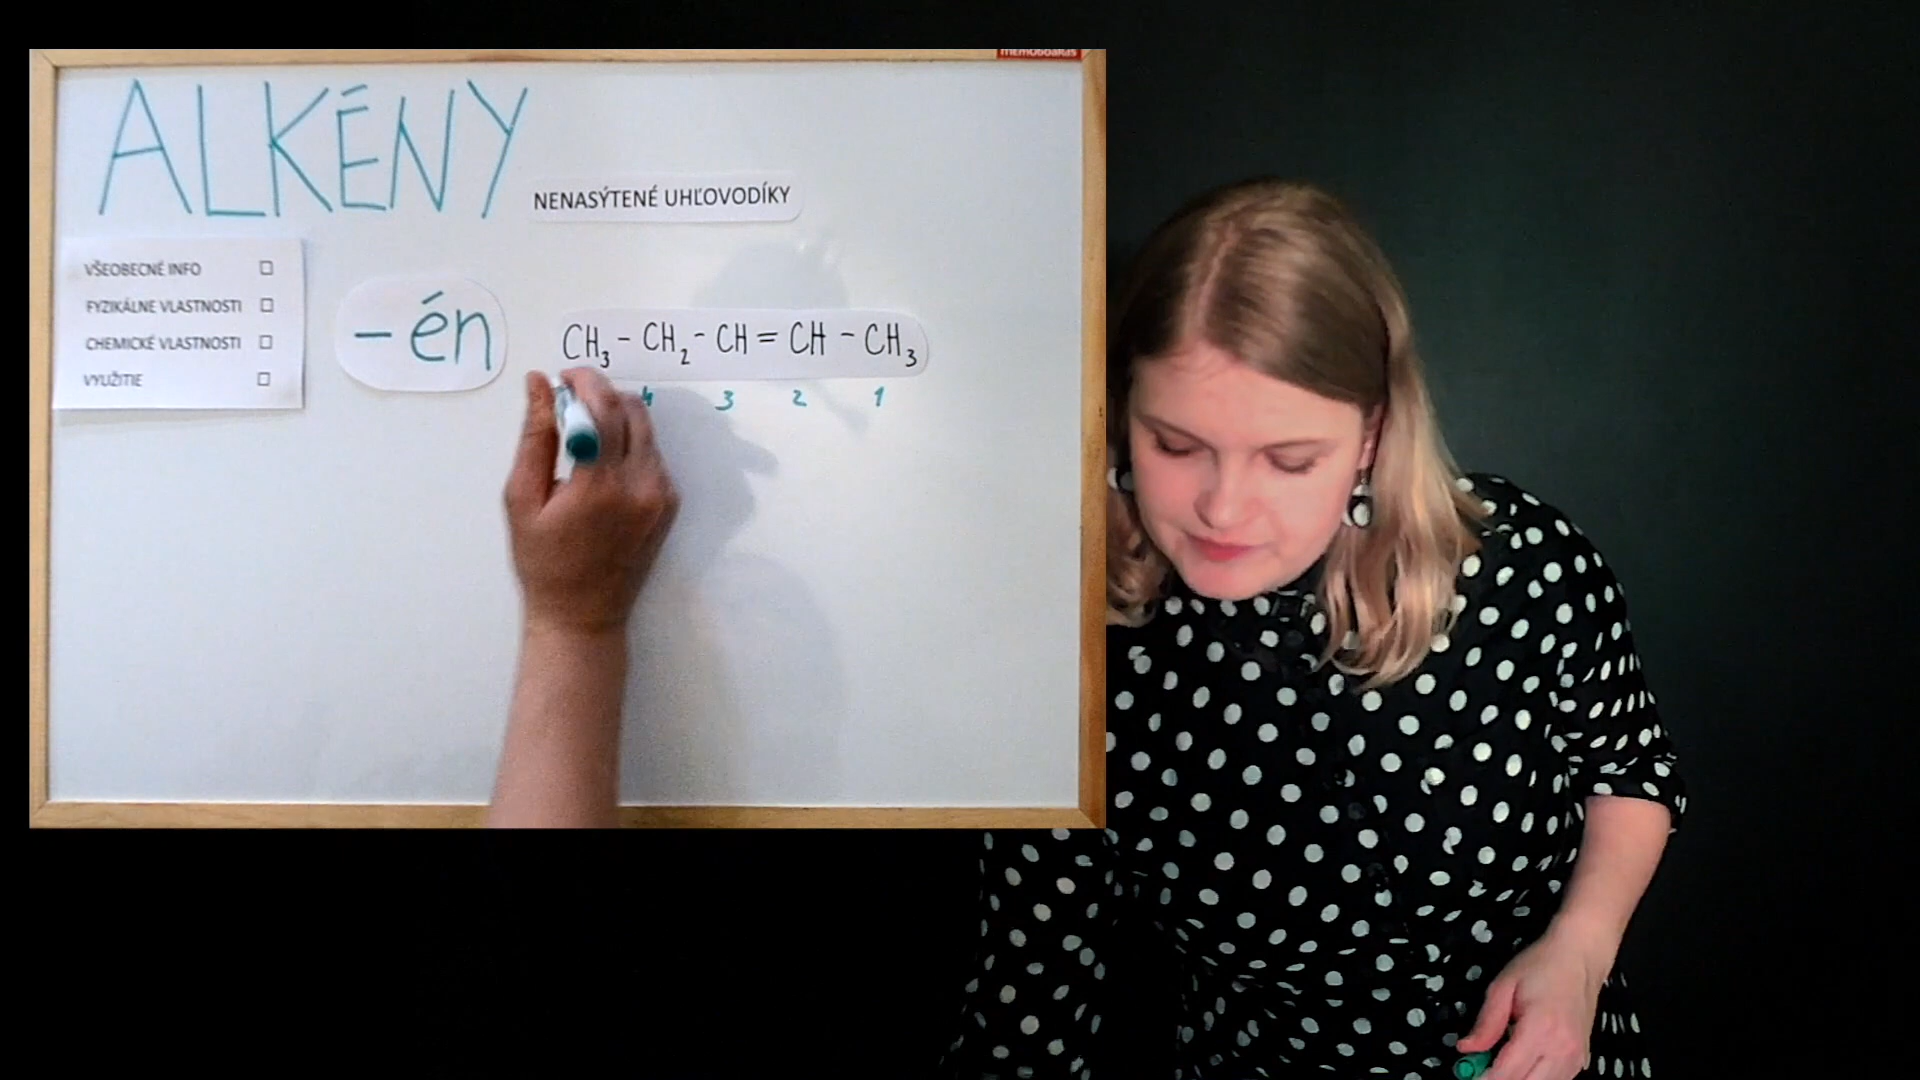 memoboards
ALKÉNY
NENASÝTENÉ UHĽOVODÍKY
VŠEOBECNÉ INFO
FYZIKÁLNE VLASTNOSTI
CHEMICKÉ VLASTNOSTI
VYUŽITIE
- én
CH₃ - CH₂ - CH = CH - CH₃
4 3 2 1